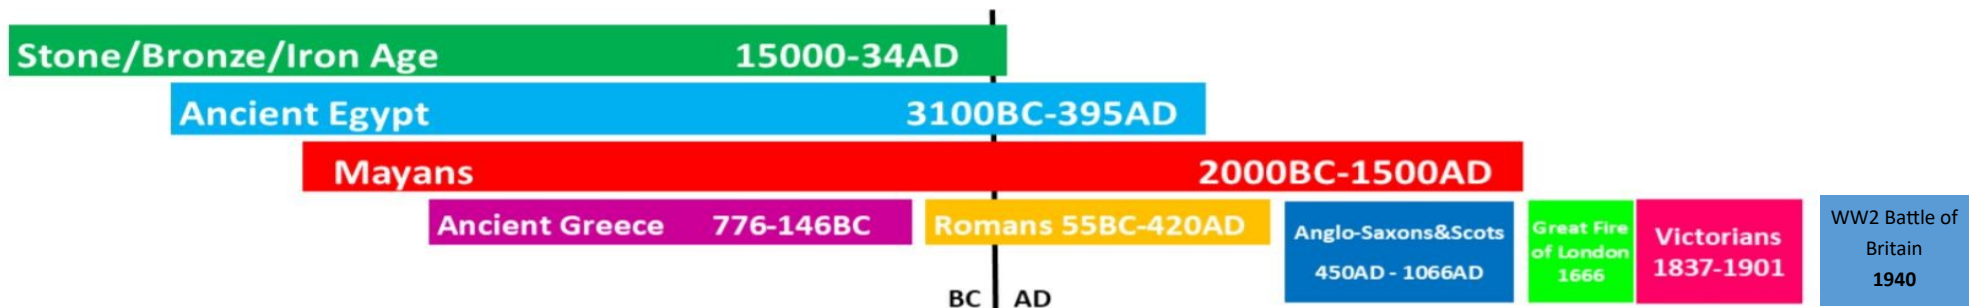 Stone/Bronze/Iron Age 15000-34AD
Ancient Egypt 3100BC-395AD
Mayans 2000BC-1500AD
Ancient Greece 776-146BC
Romans 55BC-420AD
Anglo-Saxons&Scots
450AD - 1066AD
Great Fire
of London
1666
Victorians
1837-1901
WW2 Battle of
Britain
1940
BC AD